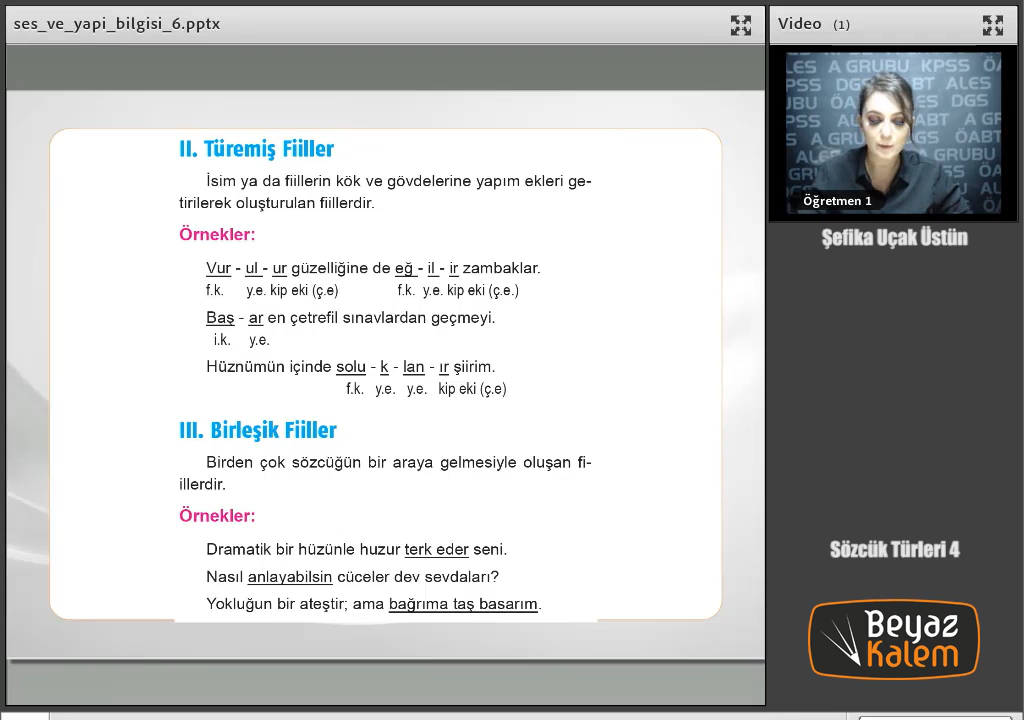 ses_ve_yapi_bilgisi_6.pptx
Video (1)
II. Türemiş Fiiller
İsim ya da fiillerin kök ve gövdelerine yapım ekleri ge-
tirilerek oluşturulan fiillerdir.
Örnekler:
Vur - ul - ur güzelliğine de eğ - il - ir zambaklar.
f.k. y.e. kip eki (ç.e) f.k. y.e. kip eki (ç.e.)
Baş - ar en çetrefil sınavlardan geçmeyi.
i.k. y.e.
Hüznümün içinde solu - k - lan - ır şiirim.
f.k. y.e. y.e. kip eki (ç.e)
III. Birleşik Fiiller
Birden çok sözcüğün bir araya gelmesiyle oluşan fi-
illerdir.
Örnekler:
Dramatik bir hüzünle huzur terk eder seni.
Nasıl anlayabilsin cüceler dev sevdaları?
Yokluğun bir ateştir; ama bağrıma taş basarım.
Öğretmen 1
Şefika Uçak Üstün
Sözcük Türleri 4
Beyaz
Kalem